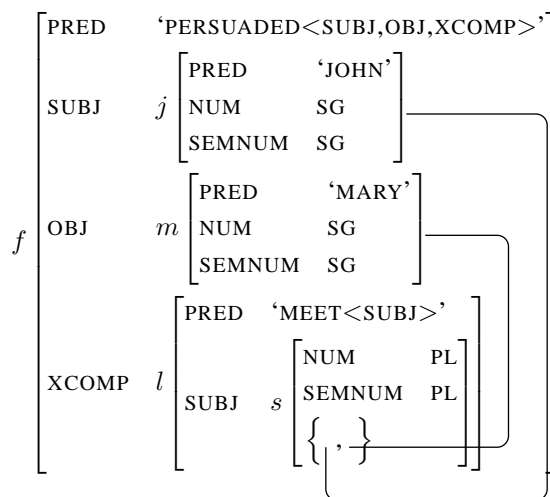 PRED ‘PERSUADED<SUBJ,OBJ,XCOMP>’
PRED ‘JOHN’
SUBJ j NUM SG
SEMNUM SG
PRED ‘MARY’
f OBJ m NUM SG
SEMNUM SG
PRED ‘MEET<SUBJ>’
NUM PL
XCOMP l SUBJ s SEMNUM PL
{ , }